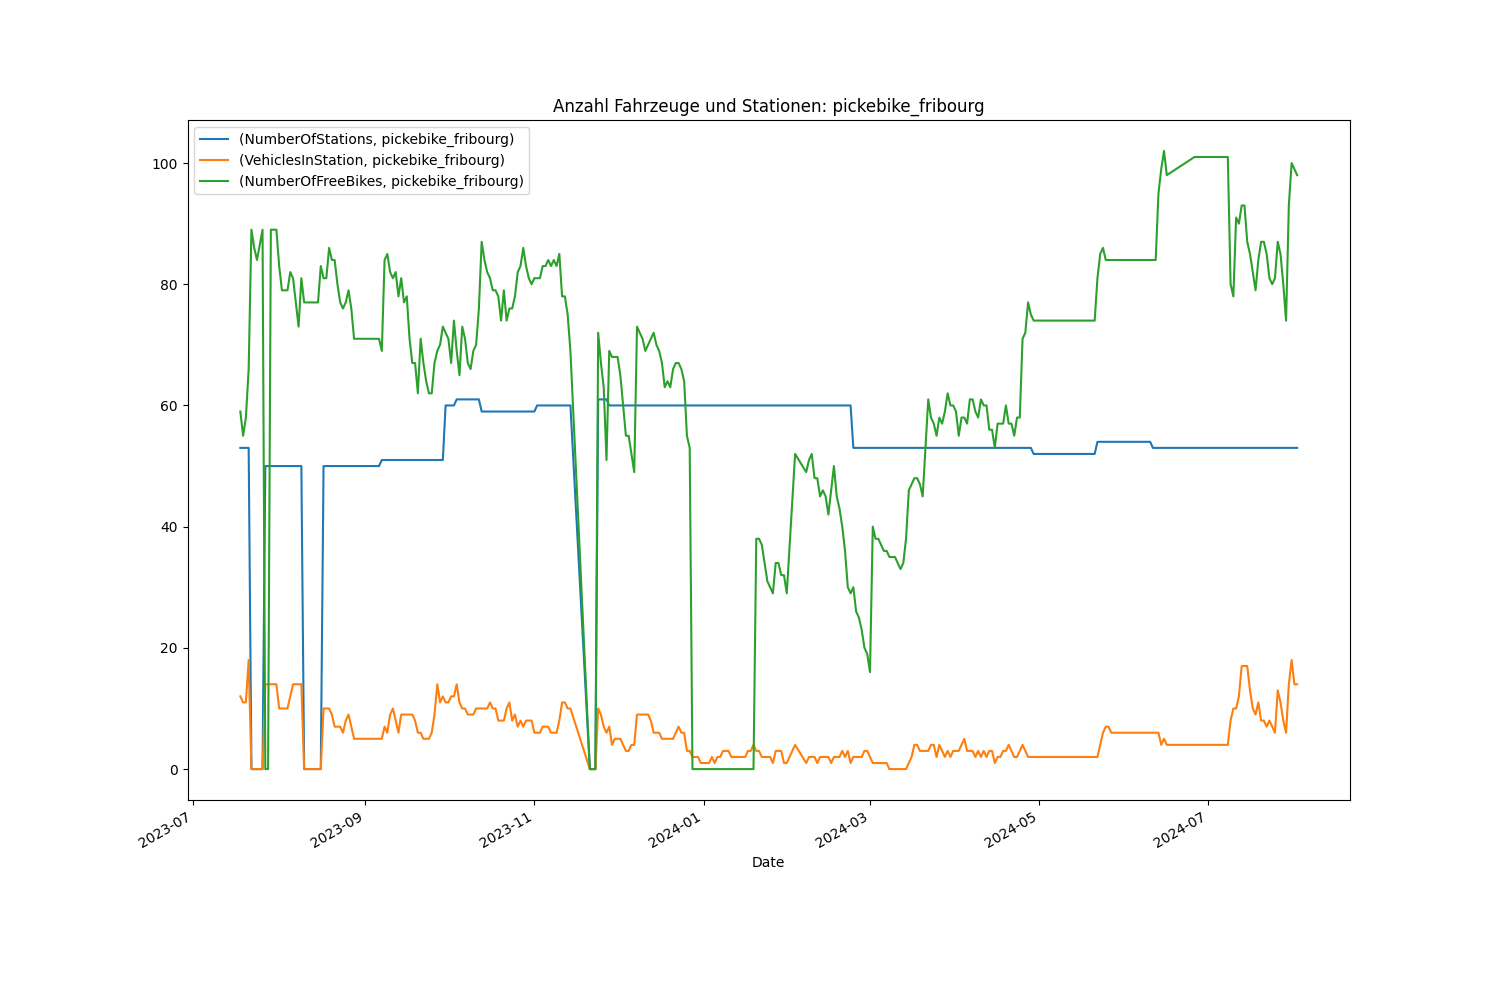 Anzahl Fahrzeuge und Stationen: pickebike_fribourg
(NumberOfStations, pickebike_fribourg)
(VehiclesInStation, pickebike_fribourg)
(NumberOfFreeBikes, pickebike_fribourg)
100
80
60
40
20
0
2023-07
2023-09
2023-11
2024-01
2024-03
2024-05
2024-07
Date